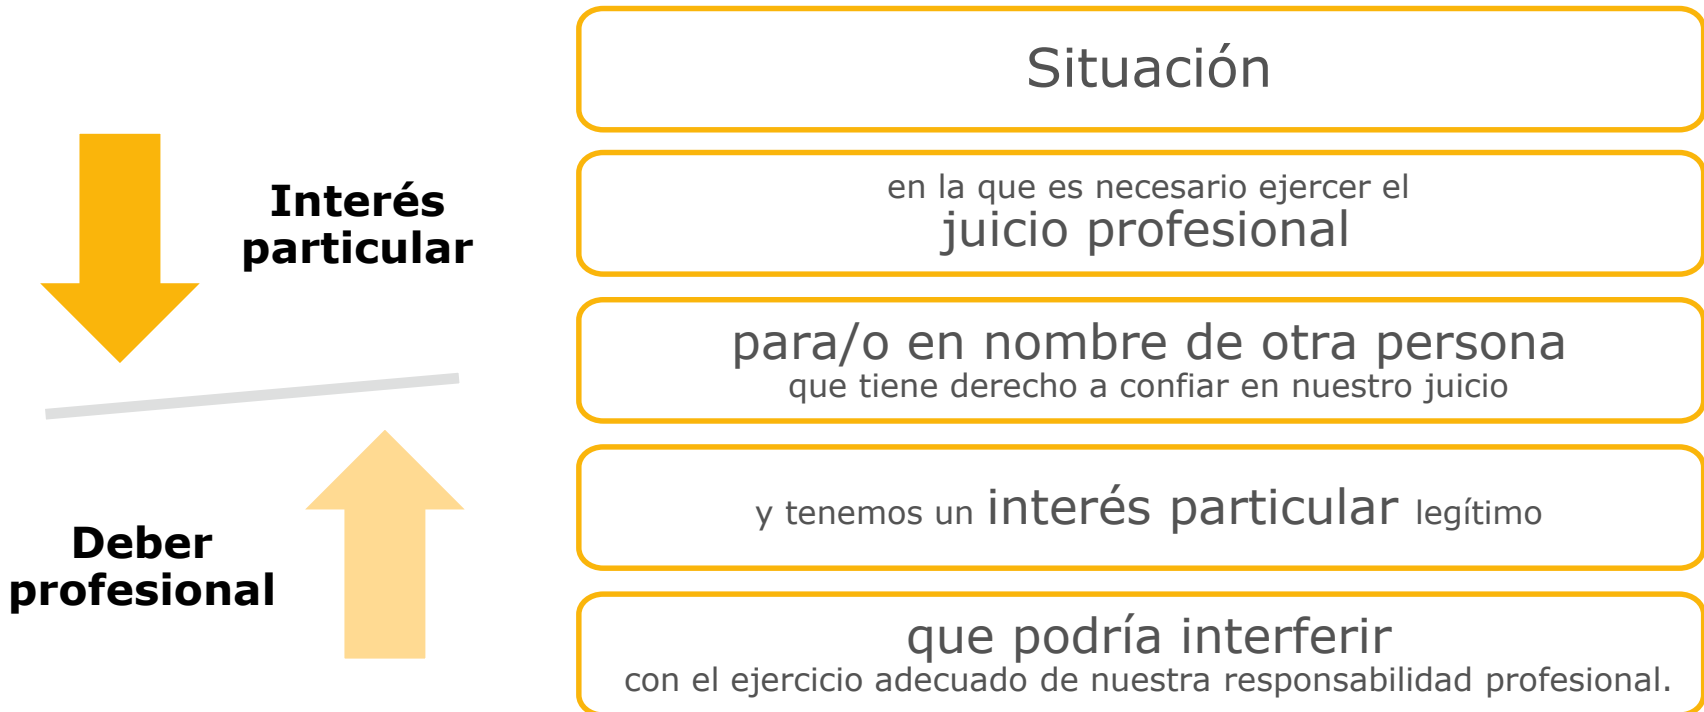 Interés
particular
Deber
profesional
Situación
en la que es necesario ejercer el
juicio profesional
para/o en nombre de otra persona
que tiene derecho a confiar en nuestro juicio
y tenemos un interés particular legítimo
que podría interferir
con el ejercicio adecuado de nuestra responsabilidad profesional.